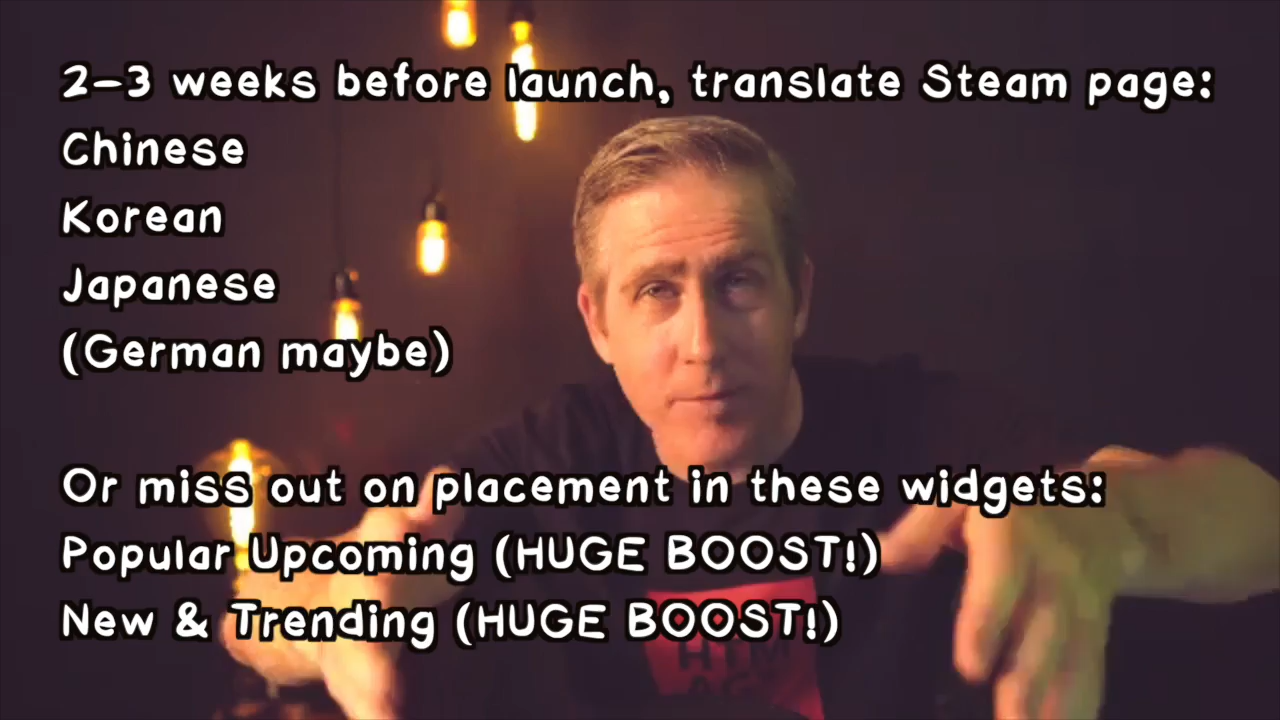 2-3 weeks before launch, translate Steam page:
Chinese
Korean
Japanese
(German maybe)
Or miss out on placement in these widgets:
Popular Upcoming (HUGE BOOST!)
New & Trending (HUGE BOOST!)